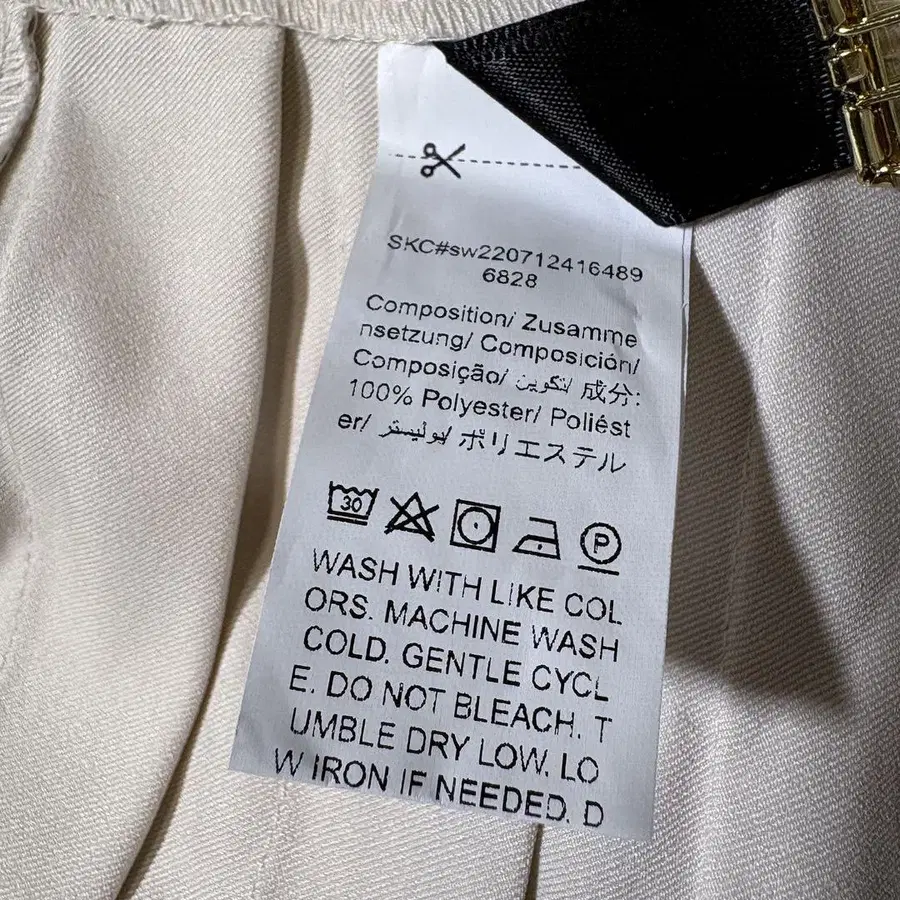 SKC#sw220712416489
6828
Composition/ Zusamme
nsetzung/ Composición/
Composição/ تكوين/ 成分:
100% Polyester/ Poliést
er/ بوليستر/ ポリエステル
30
P
WASH WITH LIKE COL
ORS. MACHINE WASH
COLD. GENTLE CYCL
E. DO NOT BLEACH. T
UMBLE DRY LOW. LO
W IRON IF NEEDED. D